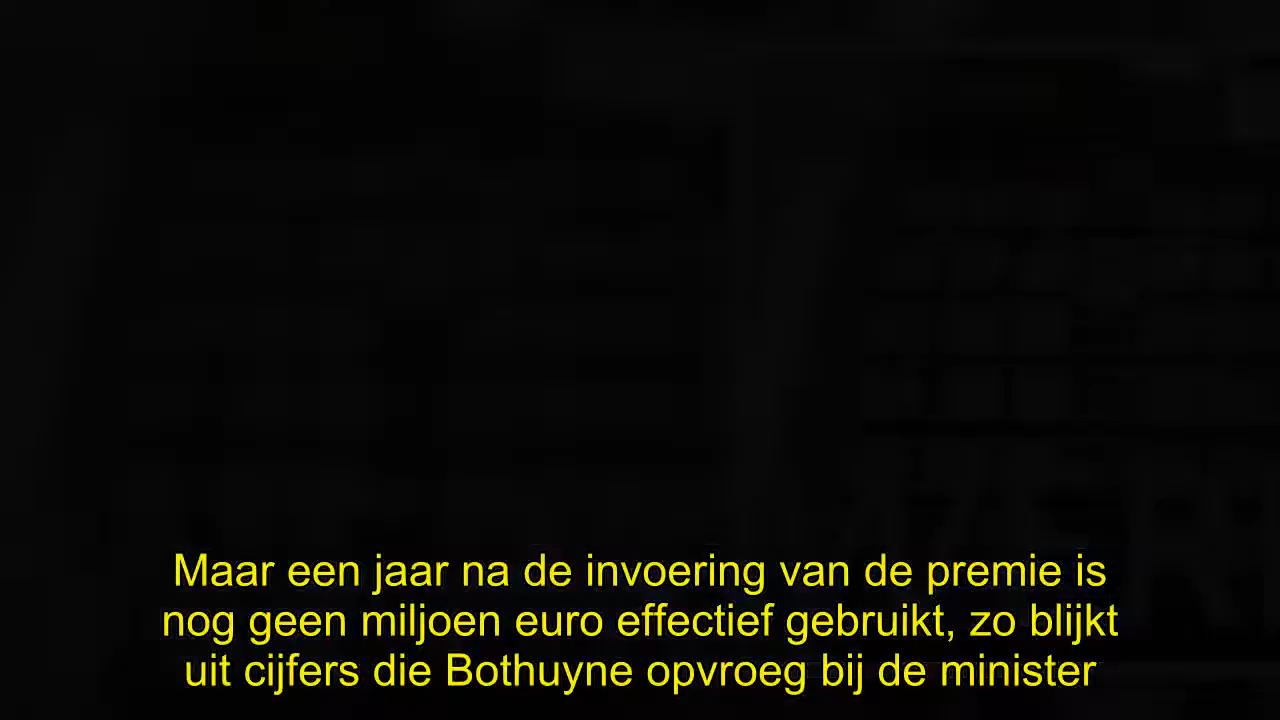 Maar een jaar na de invoering van de premie is
nog geen miljoen euro effectief gebruikt, zo blijkt
uit cijfers die Bothuyne opvroeg bij de minister